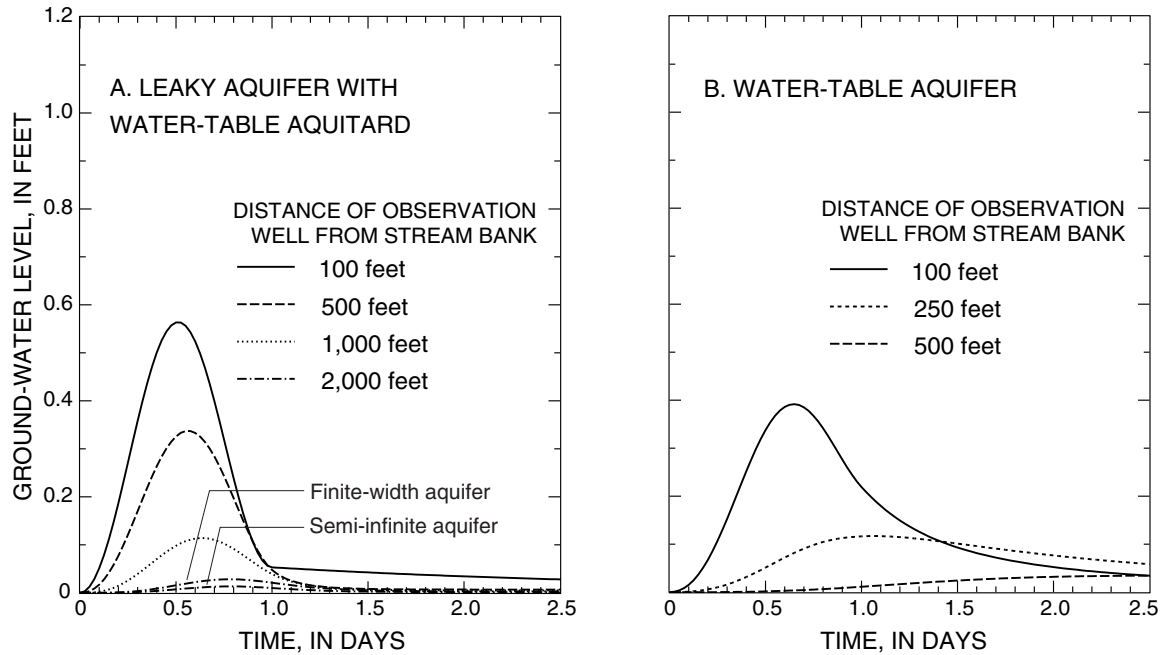 GROUND-WATER LEVEL, IN FEET
1.2
1.0
0.8
0.6
0.4
0.2
0
A. LEAKY AQUIFER WITH
WATER-TABLE AQUITARD
DISTANCE OF OBSERVATION
WELL FROM STREAM BANK
100 feet
500 feet
1,000 feet
2,000 feet
Finite-width aquifer
Semi-infinite aquifer
0 0.5 1.0 1.5 2.0 2.5
TIME, IN DAYS
B. WATER-TABLE AQUIFER
DISTANCE OF OBSERVATION
WELL FROM STREAM BANK
100 feet
250 feet
500 feet
0 0.5 1.0 1.5 2.0 2.5
TIME, IN DAYS